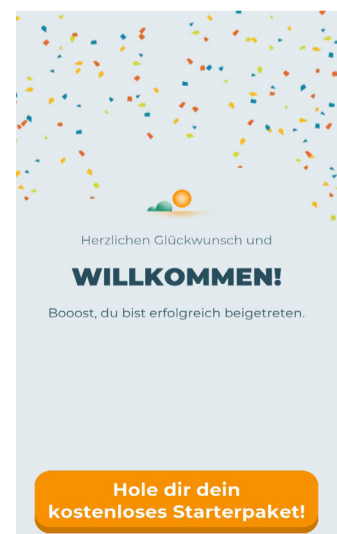 Herzlichen Glückwunsch und
WILLKOMMEN!
Booost, du bist erfolgreich beigetreten.
Hole dir dein
kostenloses Starterpaket!